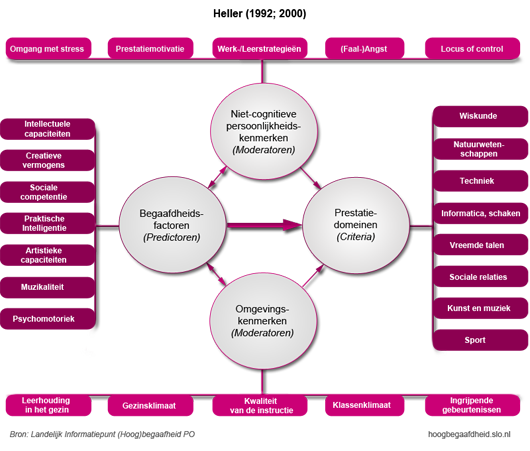 Heller (1992; 2000)
Omgang met stress
Prestatiemotivatie
Werk-/Leerstrategieën
(Faal-)Angst
Locus of control
Niet-cognitieve
persoonlijkheids-
kenmerken
(Moderatoren)
Intellectuele
capaciteiten
Creatieve
vermogens
Sociale
competentie
Praktische
Intelligentie
Artistieke
capaciteiten
Muzikaliteit
Psychomotoriek
Begaafdheids-
factoren
(Predictoren)
Prestatie-
domeinen
(Criteria)
Wiskunde
Natuurweten-
schappen
Techniek
Informatica, schaken
Vreemde talen
Sociale relaties
Kunst en muziek
Sport
Omgevings-
kenmerken
(Moderatoren)
Leerhouding
in het gezin
Gezinsklimaat
Kwaliteit
van de instructie
Klassenklimaat
Ingrijpende
gebeurtenissen
Bron: Landelijk Informatiepunt (Hoog)begaafheid PO
hoogbegaafdheid.slo.nl